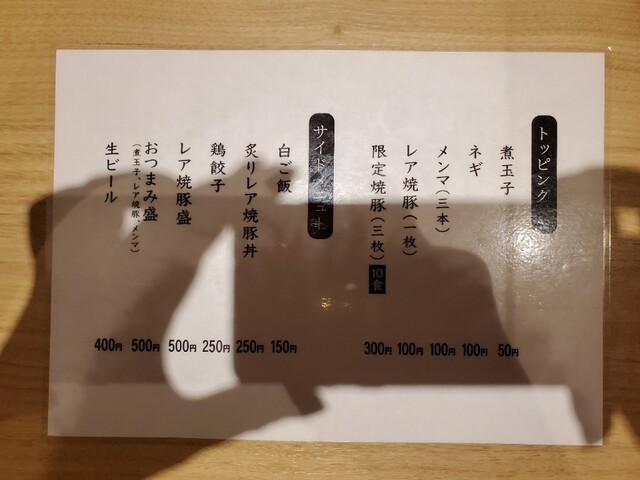 トッピング
煮玉子 50円
ネギ 100円
メンマ(三本) 100円
レア焼豚(一枚) 100円
限定焼豚(三枚) 10食 300円
サイドメニュー
白ご飯 150円
炙りレア焼豚丼 250円
鶏餃子 250円
レア焼豚盛 500円
おつまみ盛 500円
(煮玉子、レア焼豚、メンマ)
生ビール 400円